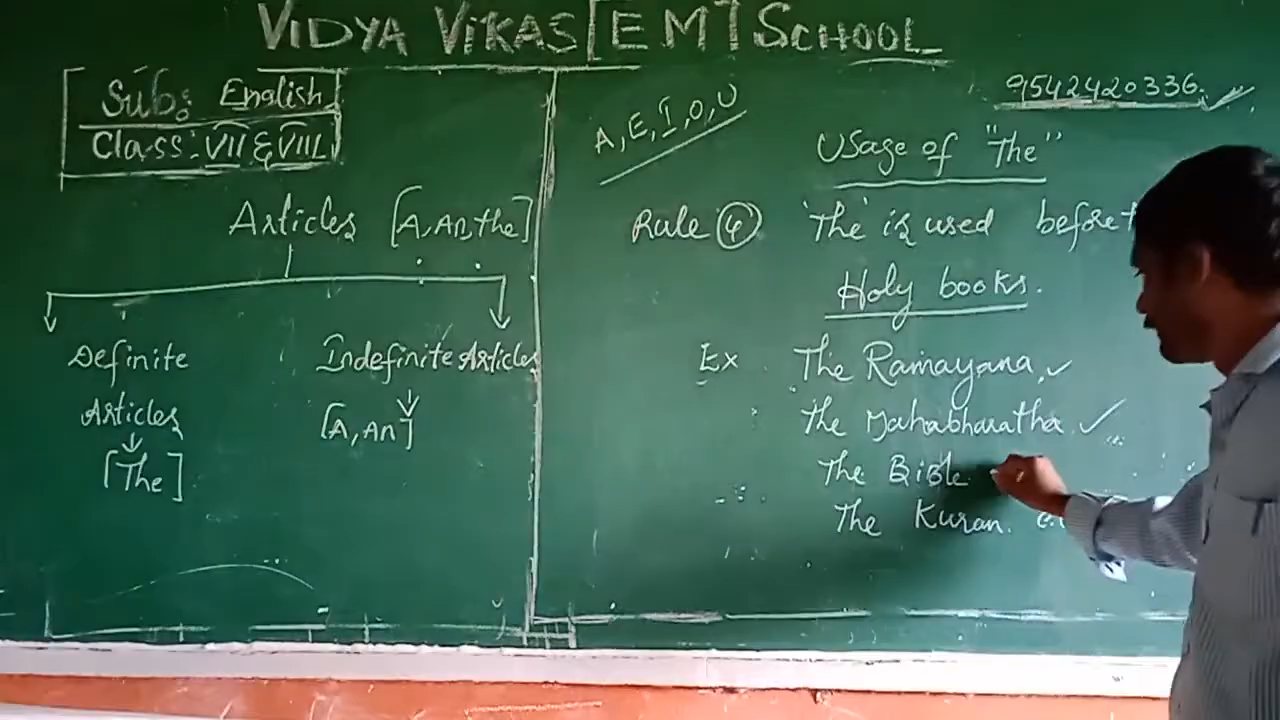 VIDYA VIKAS [EM] SCHOOL
Sub: English
Class: VII & VIII
Articles [A, An, the]
Definite
Articles
[The]
Indefinite Articles
[A, An]
A, E, I, O, U
9542420336.
Usage of "The"
Rule 4 'The' is used before
Holy books.
Ex The Ramayana.
The Mahabharatha.
The Bible
The Kuran.